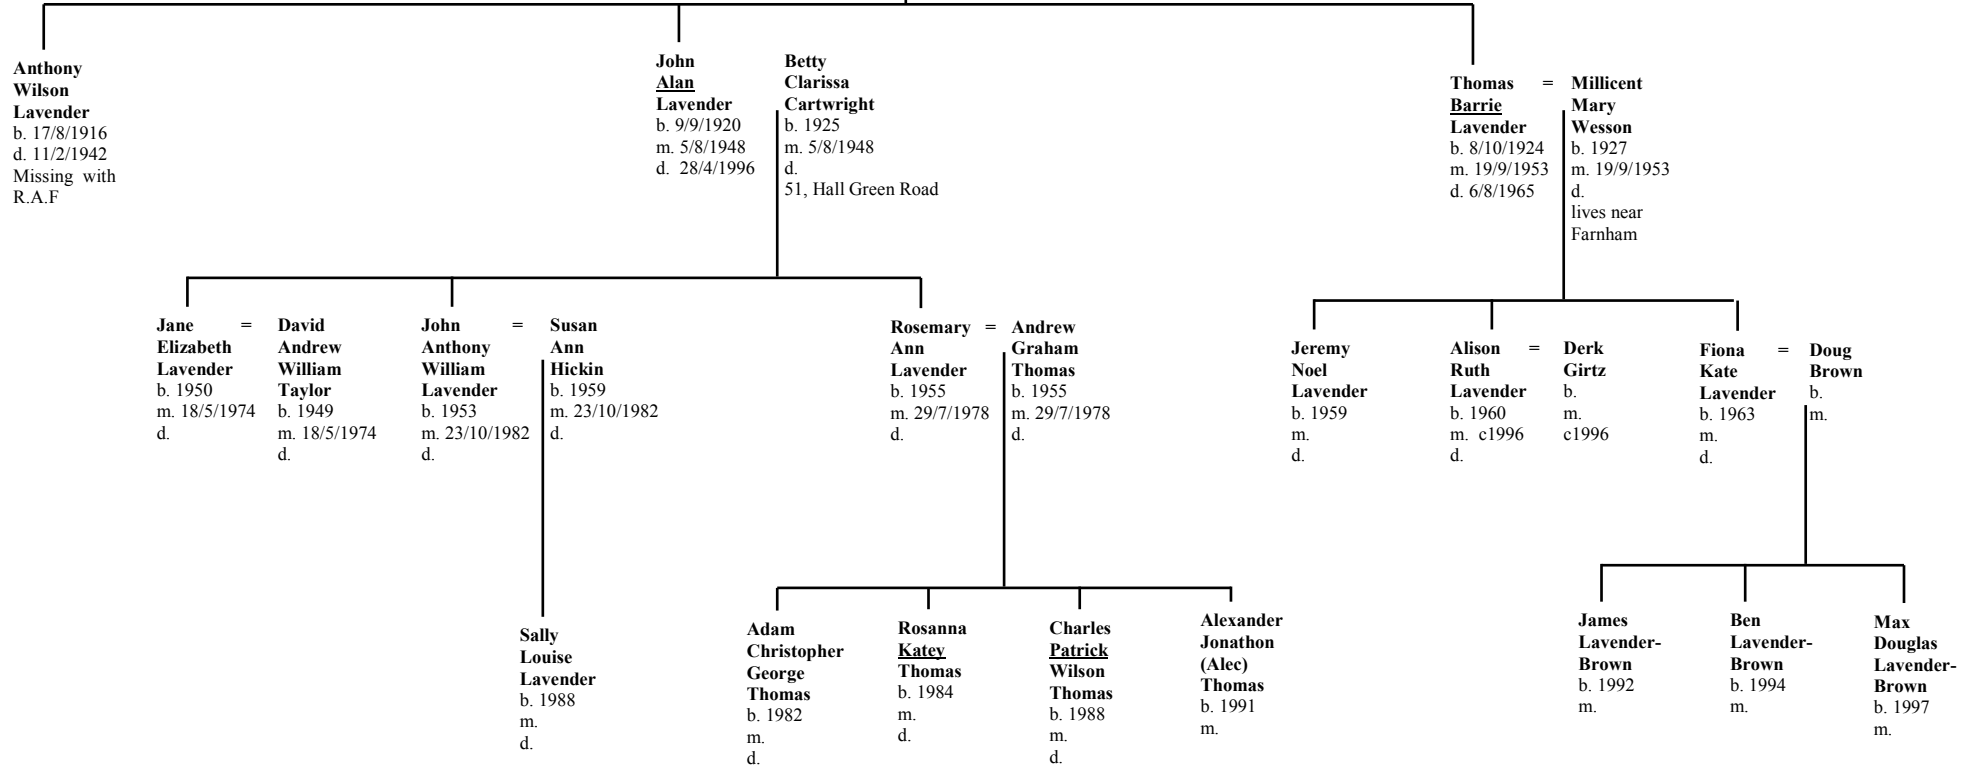 Anthony
Wilson
Lavender
b. 17/8/1916
d. 11/2/1942
Missing with
R.A.F
John
Alan
Lavender
b. 9/9/1920
m. 5/8/1948
d. 28/4/1996
Betty
Clarissa
Cartwright
b. 1925
m. 5/8/1948
d.
51, Hall Green Road
Thomas =
Barrie
Lavender
b. 8/10/1924
m. 19/9/1953
d. 6/8/1965
Millicent
Mary
Wesson
b. 1927
m. 19/9/1953
d.
lives near
Farnham
Jane =
Elizabeth
Lavender
b. 1950
m. 18/5/1974
d.
David
Andrew
William
Taylor
b. 1949
m. 18/5/1974
d.
John =
Anthony
William
Lavender
b. 1953
m. 23/10/1982
d.
Susan
Ann
Hickin
b. 1959
m. 23/10/1982
d.
Rosemary =
Ann
Lavender
b. 1955
m. 29/7/1978
d.
Andrew
Graham
Thomas
b. 1955
m. 29/7/1978
d.
Jeremy
Noel
Lavender
b. 1959
m.
d.
Alison =
Ruth
Lavender
b. 1960
m. c1996
d.
Derk
Girtz
b.
m.
c1996
Fiona =
Kate
Lavender
b. 1963
m.
d.
Doug
Brown
b.
m.
Sally
Louise
Lavender
b. 1988
m.
d.
Adam
Christopher
George
Thomas
b. 1982
m.
d.
Rosanna
Katey
Thomas
b. 1984
m.
d.
Charles
Patrick
Wilson
Thomas
b. 1988
m.
d.
Alexander
Jonathon
(Alec)
Thomas
b. 1991
m.
James
Lavender-
Brown
b. 1992
m.
Ben
Lavender-
Brown
b. 1994
m.
Max
Douglas
Lavender-
Brown
b. 1997
m.